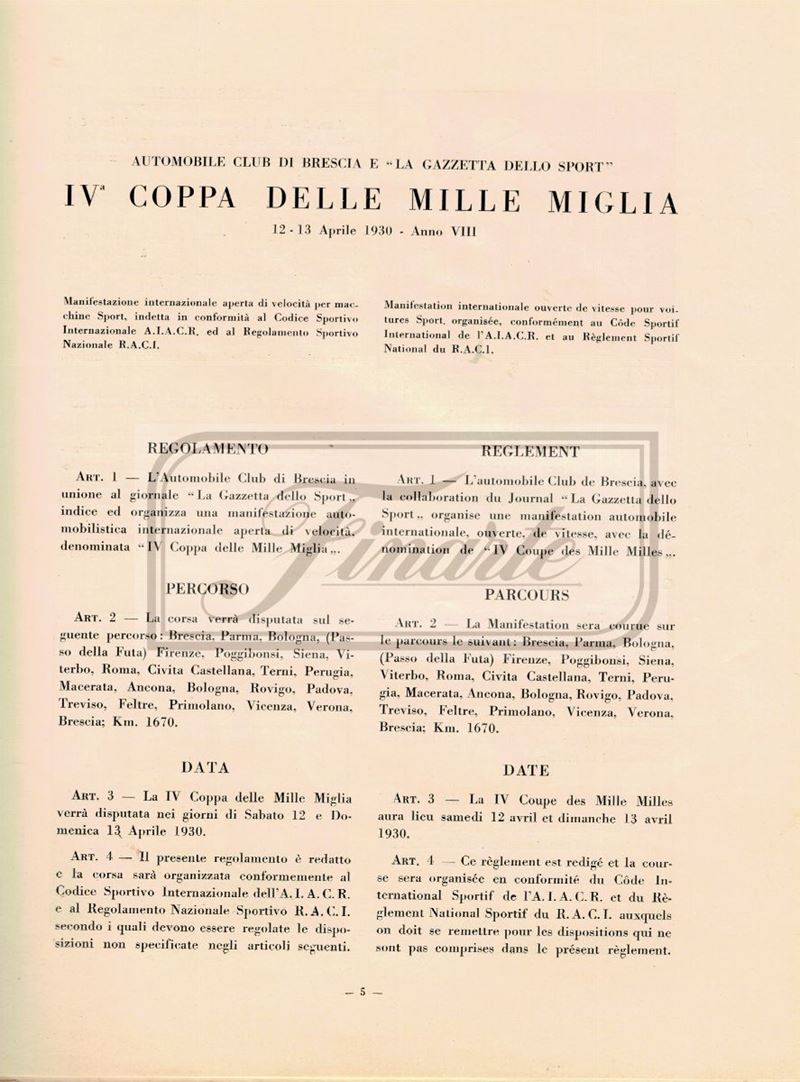 AUTOMOBILE CLUB DI BRESCIA E “LA GAZZETTA DELLO SPORT”
IVª COPPA DELLE MILLE MIGLIA
12 - 13 Aprile 1930 - Anno VIII
Manifestazione internazionale aperta di velocità per mac-
chine Sport, indetta in conformità al Codice Sportivo
Internazionale A.I.A.C.R. ed al Regolamento Sportivo
Nazionale R.A.C.I.
REGOLAMENTO
ART. 1 — L'Automobile Club di Brescia in
unione al giornale “La Gazzetta dello Sport„
indice ed organizza una manifestazione auto-
mobilistica internazionale aperta di velocità,
denominata “IV Coppa delle Mille Miglia„.
PERCORSO
ART. 2 — La corsa verrà disputata sul se-
guente percorso: Brescia, Parma, Bologna, (Pas-
so della Futa) Firenze, Poggibonsi, Siena, Vi-
terbo, Roma, Civita Castellana, Terni, Perugia,
Macerata, Ancona, Bologna, Rovigo, Padova,
Treviso, Feltre, Primolano, Vicenza, Verona,
Brescia; Km. 1670.
DATA
ART. 3 — La IV Coppa delle Mille Miglia
verrà disputata nei giorni di Sabato 12 e Do-
menica 13 Aprile 1930.
ART. 4 — Il presente regolamento è redatto
e la corsa sarà organizzata conformemente al
Codice Sportivo Internazionale dell'A. I. A. C. R.
e al Regolamento Nazionale Sportivo R. A. C. I.
secondo i quali devono essere regolate le dispo-
sizioni non specificate negli articoli seguenti.
Manifestation internationale ouverte de vitesse pour voi-
tures Sport, organisée, conformément au Côde Sportif
International de l'A.I.A.C.R. et au Règlement Sportif
National du R.A.C.I.
REGLEMENT
ART. 1 — L'automobile Club de Brescia, avec
la collaboration du Journal “La Gazzetta dello
Sport„ organise une manifestation automobile
internationale, ouverte, de vitesse, avec la dé-
nomination de “IV Coupe des Mille Milles„.
PARCOURS
ART. 2 — La Manifestation sera courue sur
le parcours le suivant: Brescia, Parma, Bologna,
(Passo della Futa) Firenze, Poggibonsi, Siena,
Viterbo, Roma, Civita Castellana, Terni, Peru-
gia, Macerata, Ancona, Bologna, Rovigo, Padova,
Treviso, Feltre, Primolano, Vicenza, Verona,
Brescia; Km. 1670.
DATE
ART. 3 — La IV Coupe des Mille Milles
aura lieu samedi 12 avril et dimanche 13 avril
1930.
ART. 4 — Ce règlement est redigé et la cour-
se sera organisée en conformité du Côde In-
ternational Sportif de l'A. I. A. C. R. et du Rè-
glement National Sportif du R. A. C. I. auxquels
on doit se remettre pour les dispositions qui ne
sont pas comprises dans le présent règlement.
Finarte
— 5 —